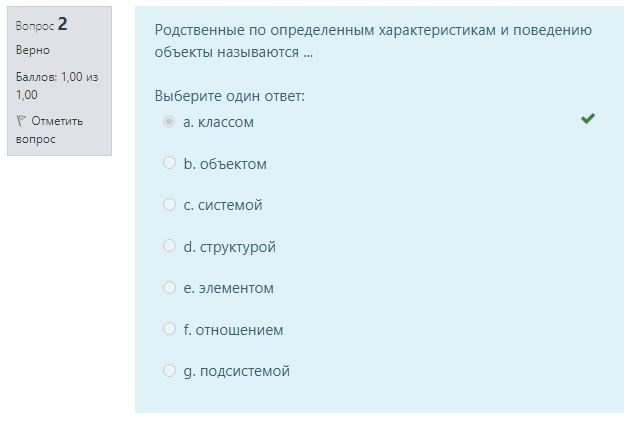 Вопрос 2
Верно
Баллов: 1,00 из
1,00
Отметить
вопрос
Родственные по определенным характеристикам и поведению
объекты называются ...
Выберите один ответ:
a. классом
b. объектом
c. системой
d. структурой
e. элементом
f. отношением
g. подсистемой